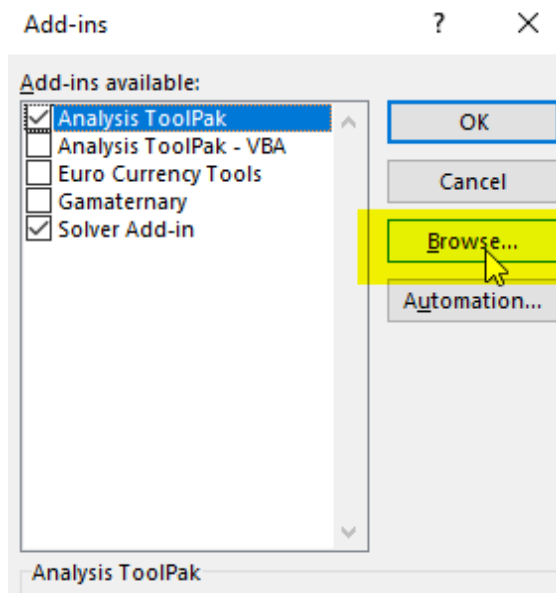 Add-ins ?
Add-ins available:
Analysis ToolPak
Analysis ToolPak - VBA
Euro Currency Tools
Gamaternary
Solver Add-in
OK
Cancel
Browse...
Automation...
Analysis ToolPak